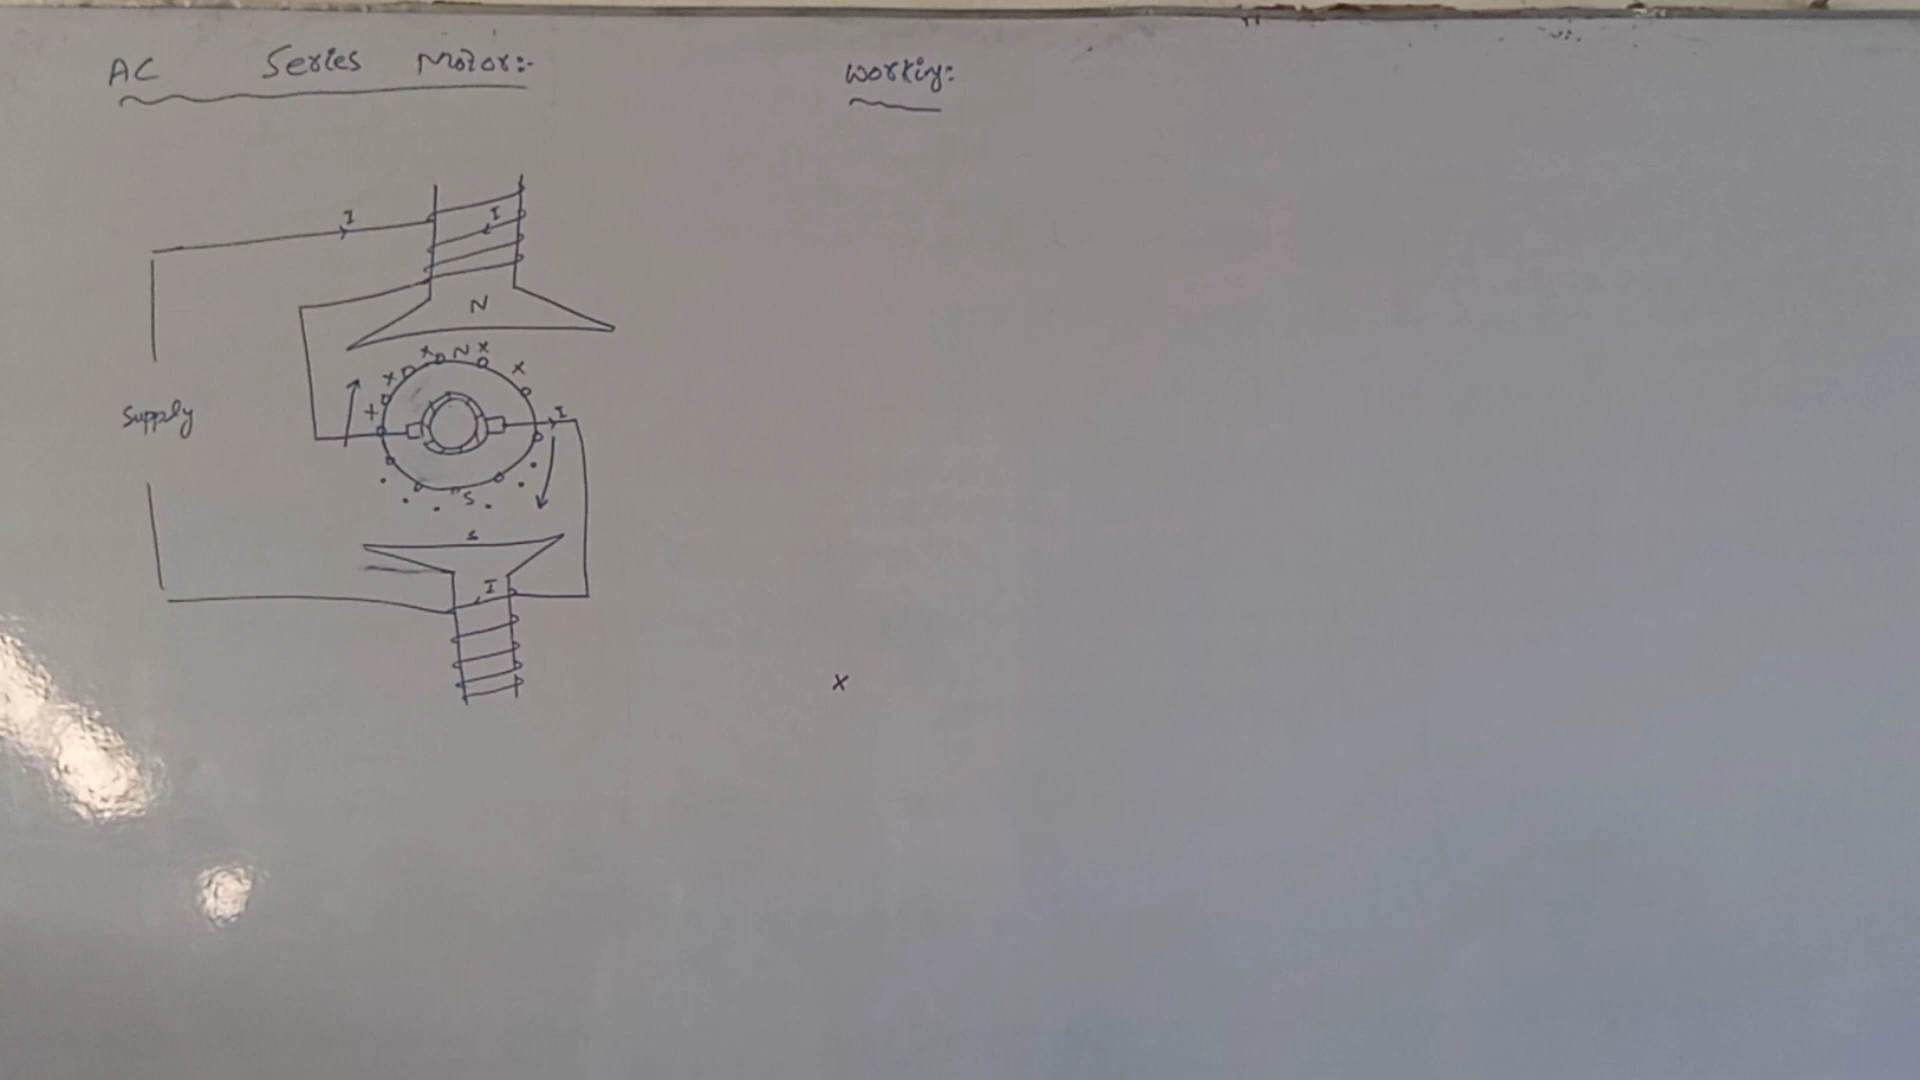 AC Series Motor:-
Working:
I
I
N
x N x
x
x
+
I
Supply
S
S
I
x